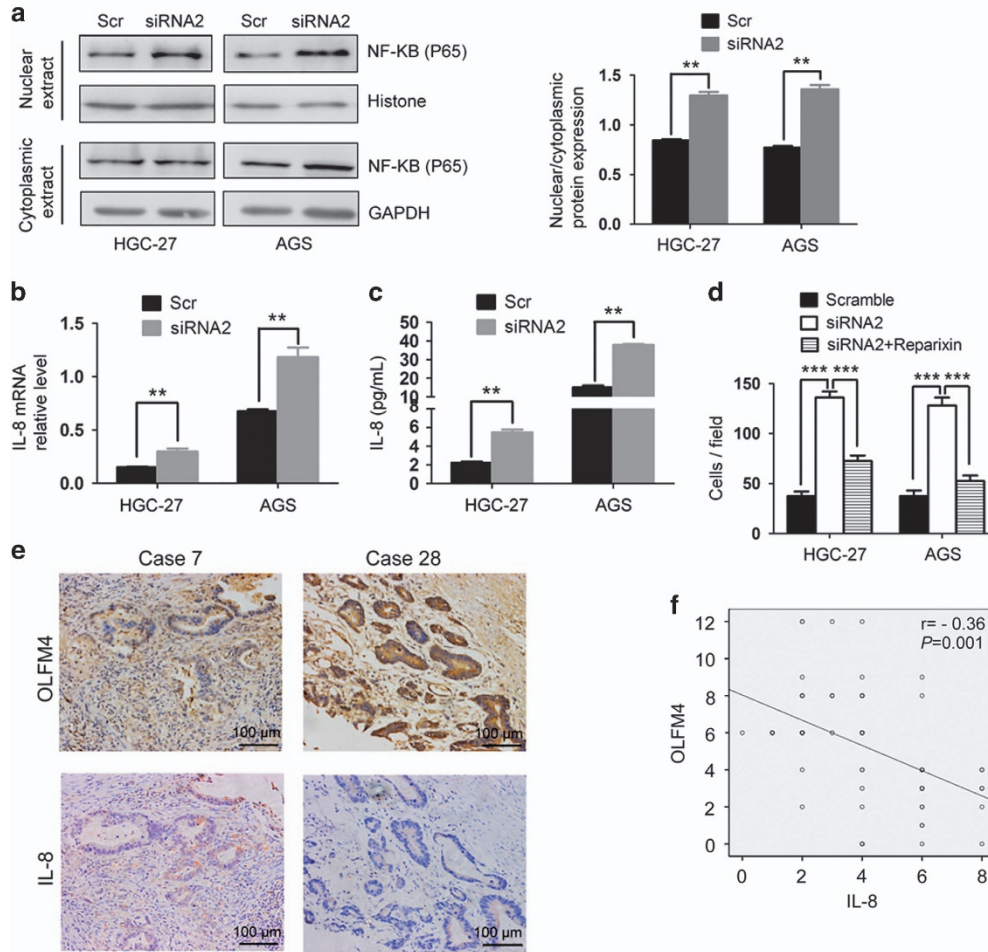 a
Scr siRNA2 Scr siRNA2
Nuclear extract
NF-KB (P65)
Histone
Cytoplasmic extract
NF-KB (P65)
GAPDH
HGC-27 AGS
Scr
siRNA2
Nuclear/cytoplasmic
protein expression
1.5
1.0
0.5
0.0
** **
HGC-27 AGS
b
Scr
siRNA2
IL-8 mRNA
relative level
1.5
1.0
0.5
0.0
** **
HGC-27 AGS
c
Scr
siRNA2
IL-8 (pg/mL)
50
40
30
20
10
8
6
4
2
0
** **
HGC-27 AGS
d
Scramble
siRNA2
siRNA2+Reparixin
Cells / field
150
100
50
0
*** *** *** ***
HGC-27 AGS
e
Case 7 Case 28
OLFM4
100 µm 100 µm
IL-8
100 µm 100 µm
f
r= - 0.36
P=0.001
OLFM4
12
10
8
6
4
2
0
0 2 4 6 8
IL-8